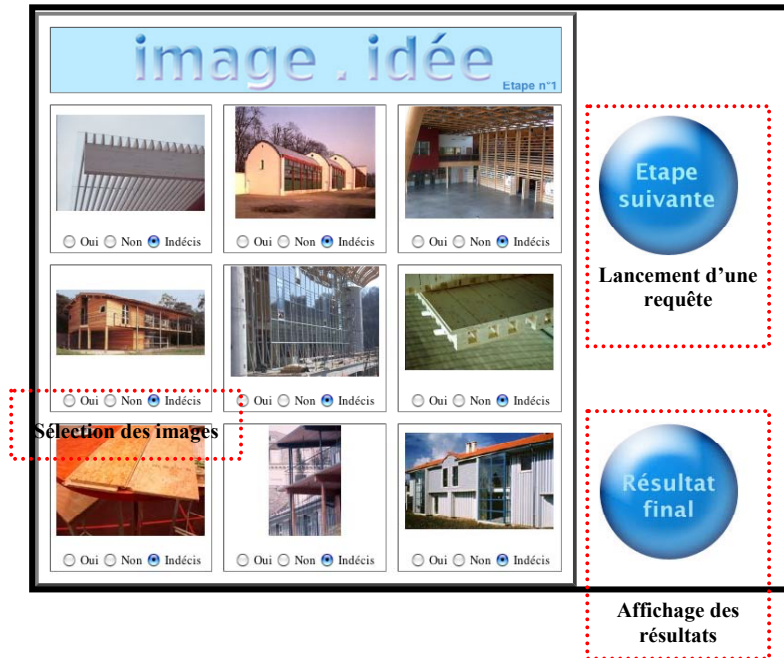 image . idée
Etape n°1
Oui Non Indécis
Oui Non Indécis
Oui Non Indécis
Etape
suivante
Lancement d’une
requête
Oui Non Indécis
Oui Non Indécis
Oui Non Indécis
Sélection des images
Oui Non Indécis
Oui Non Indécis
Oui Non Indécis
Résultat
final
Affichage des
résultats